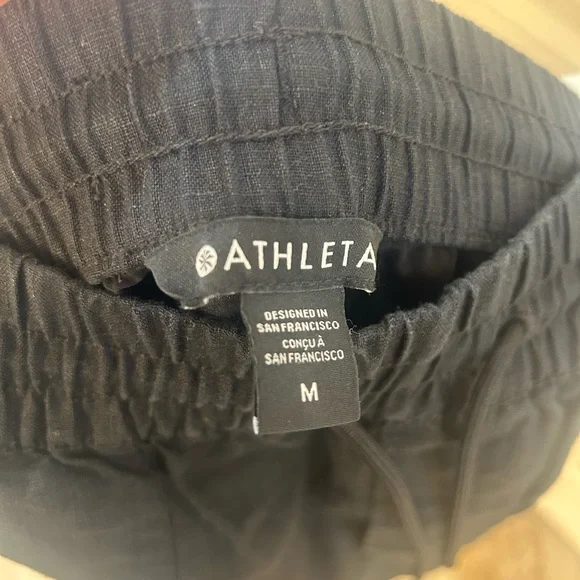 ATHLETA
DESIGNED IN
SAN FRANCISCO
CONÇU À
SAN FRANCISCO
M